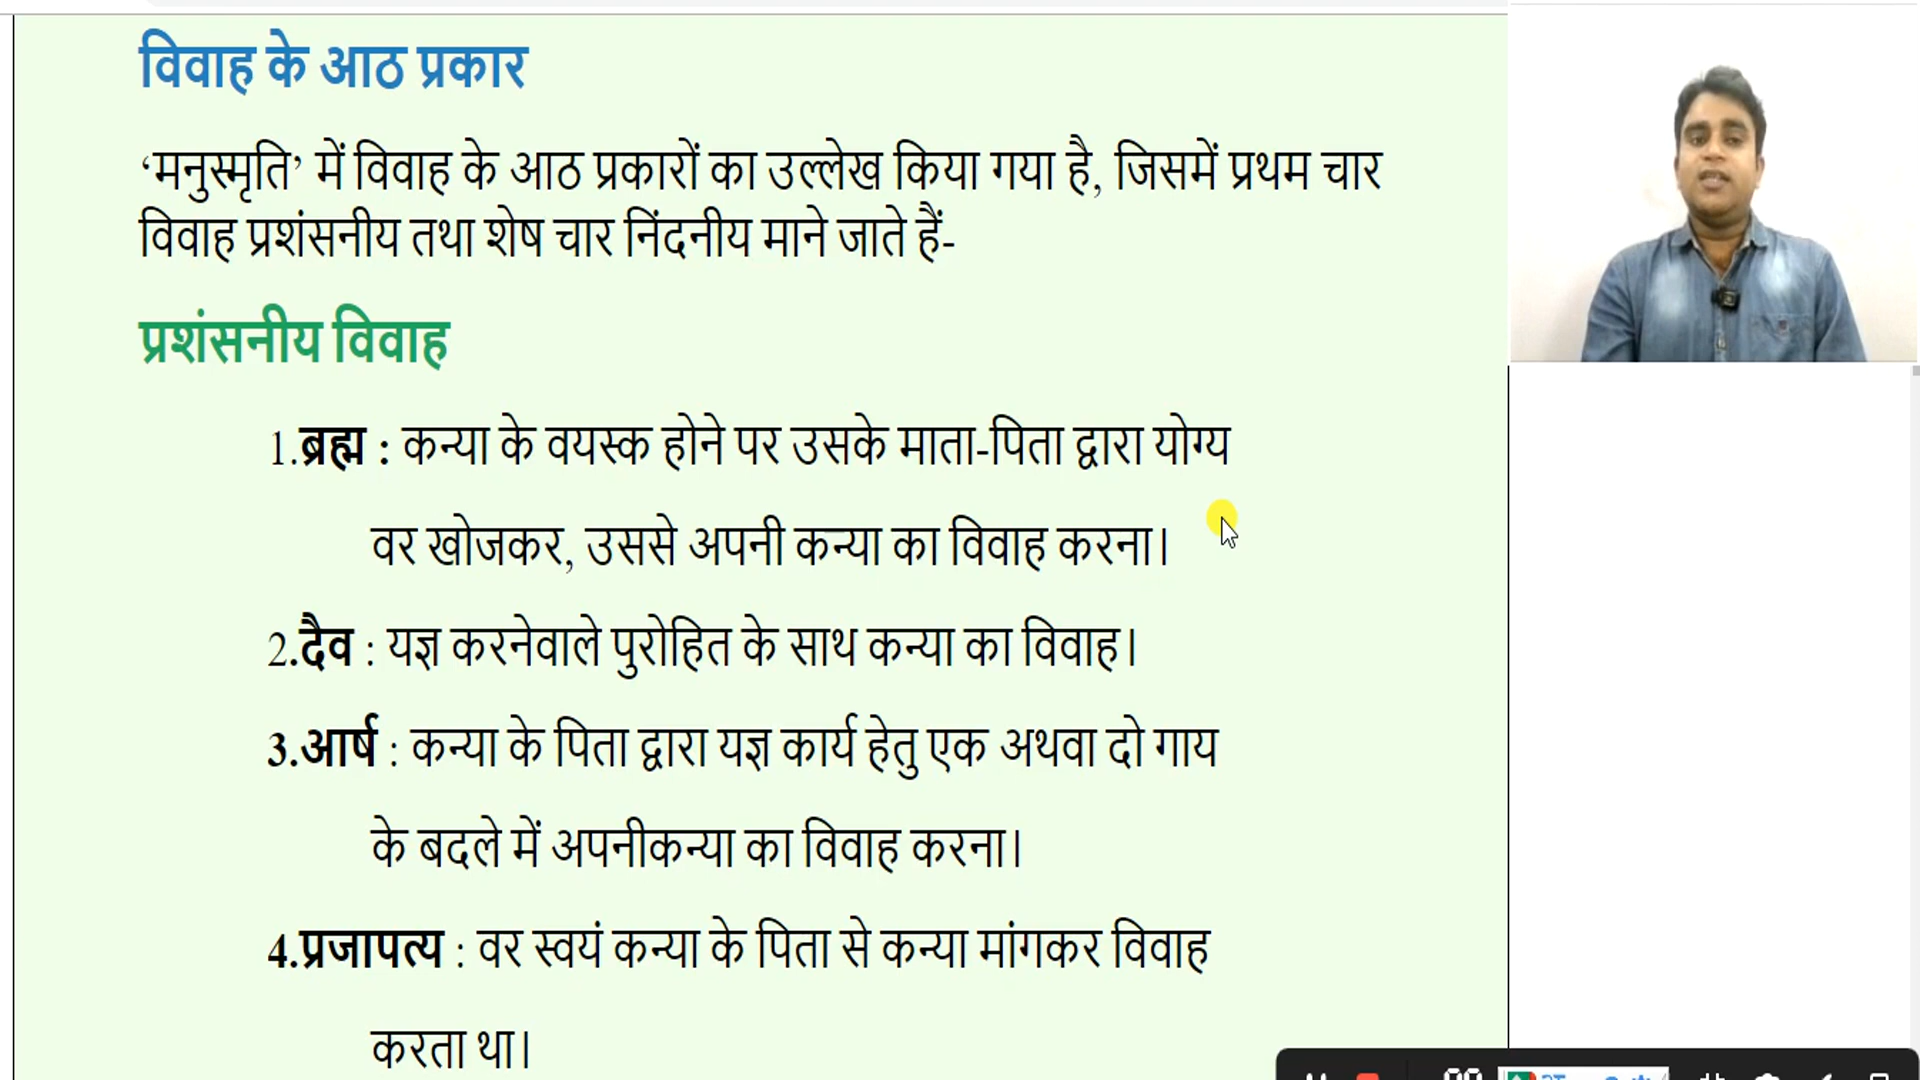 विवाह के आठ प्रकार
‘मनुस्मृति’ में विवाह के आठ प्रकारों का उल्लेख किया गया है, जिसमें प्रथम चार
विवाह प्रशंसनीय तथा शेष चार निंदनीय माने जाते हैं-
प्रशंसनीय विवाह
1.ब्रह्म : कन्या के वयस्क होने पर उसके माता-पिता द्वारा योग्य
वर खोजकर, उससे अपनी कन्या का विवाह करना।
2.दैव : यज्ञ करनेवाले पुरोहित के साथ कन्या का विवाह।
3.आर्ष : कन्या के पिता द्वारा यज्ञ कार्य हेतु एक अथवा दो गाय
के बदले में अपनीकन्या का विवाह करना।
4.प्रजापत्य : वर स्वयं कन्या के पिता से कन्या मांगकर विवाह
करता था।